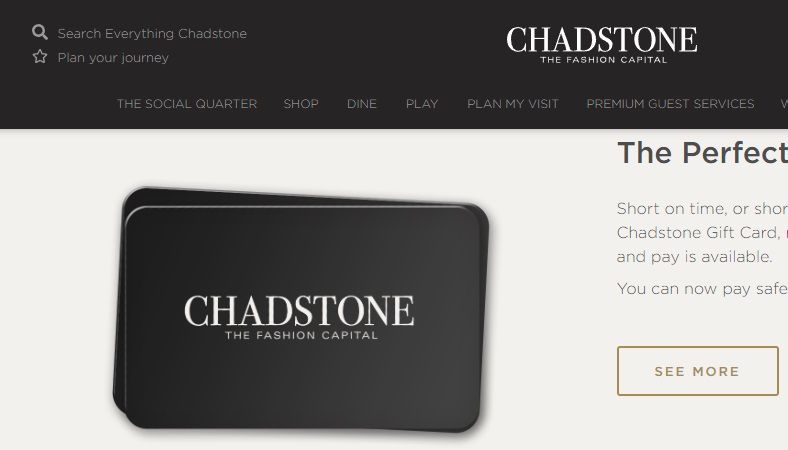 Search Everything Chadstone
Plan your journey
CHADSTONE
THE FASHION CAPITAL
THE SOCIAL QUARTER SHOP DINE PLAY PLAN MY VISIT PREMIUM GUEST SERVICES
The Perfect
Short on time, or shor
Chadstone Gift Card,
and pay is available.
You can now pay safe
SEE MORE
CHADSTONE
THE FASHION CAPITAL